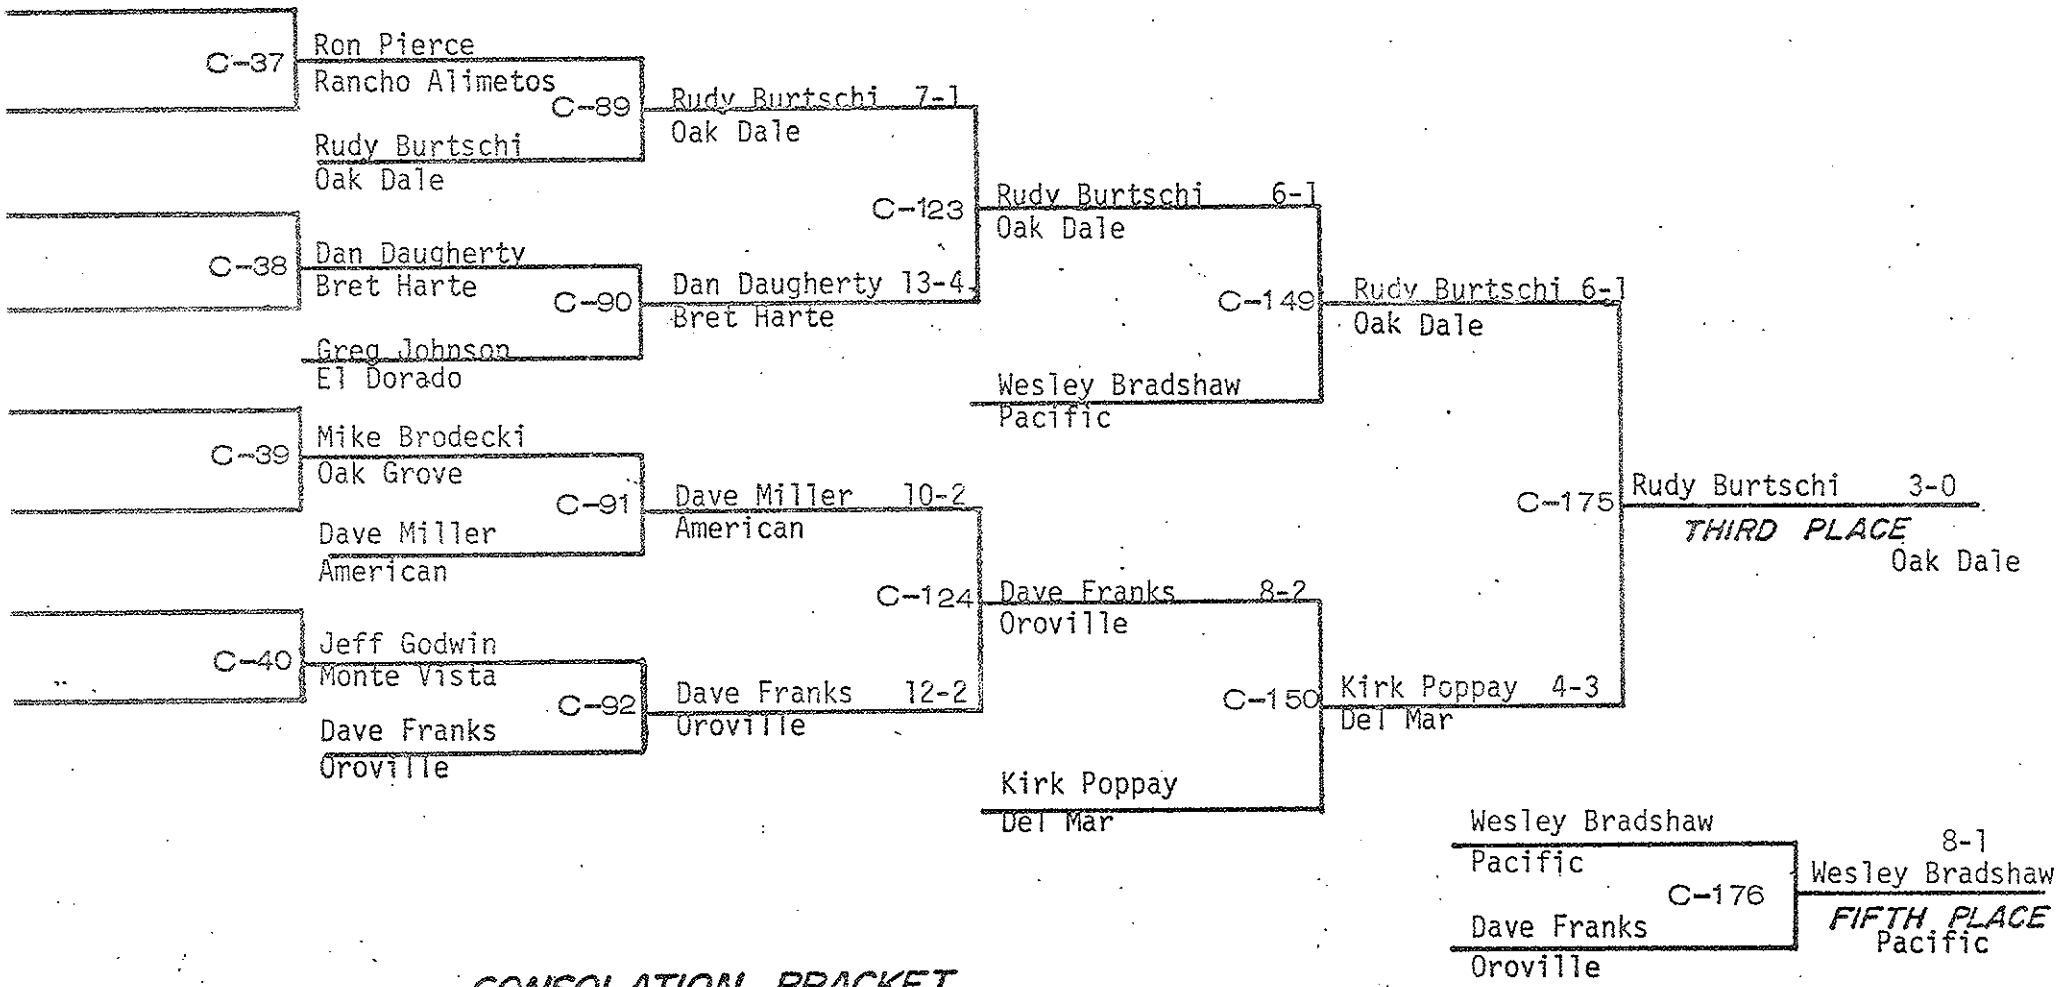 C-37
Ron Pierce
Rancho Alimetos
C-89
Rudy Burtschi
Oak Dale
Rudy Burtschi 7-1
Oak Dale
C-38
Dan Daugherty
Bret Harte
C-90
Greg Johnson
El Dorado
Dan Daugherty 13-4
Bret Harte
C-123
Rudy Burtschi 6-1
Oak Dale
C-149
Wesley Bradshaw
Pacific
Rudy Burtschi 6-1
Oak Dale
C-39
Mike Brodecki
Oak Grove
C-91
Dave Miller
American
Dave Miller 10-2
American
C-40
Jeff Godwin
Monte Vista
C-92
Dave Franks
Oroville
Dave Franks 12-2
Oroville
C-124
Dave Franks 8-2
Oroville
C-150
Kirk Poppay
Del Mar
Kirk Poppay 4-3
Del Mar
C-175
Rudy Burtschi 3-0
THIRD PLACE
Oak Dale
Wesley Bradshaw
Pacific
C-176
Dave Franks
Oroville
8-1
Wesley Bradshaw
FIFTH PLACE
Pacific
CONSOLATION BRACKET